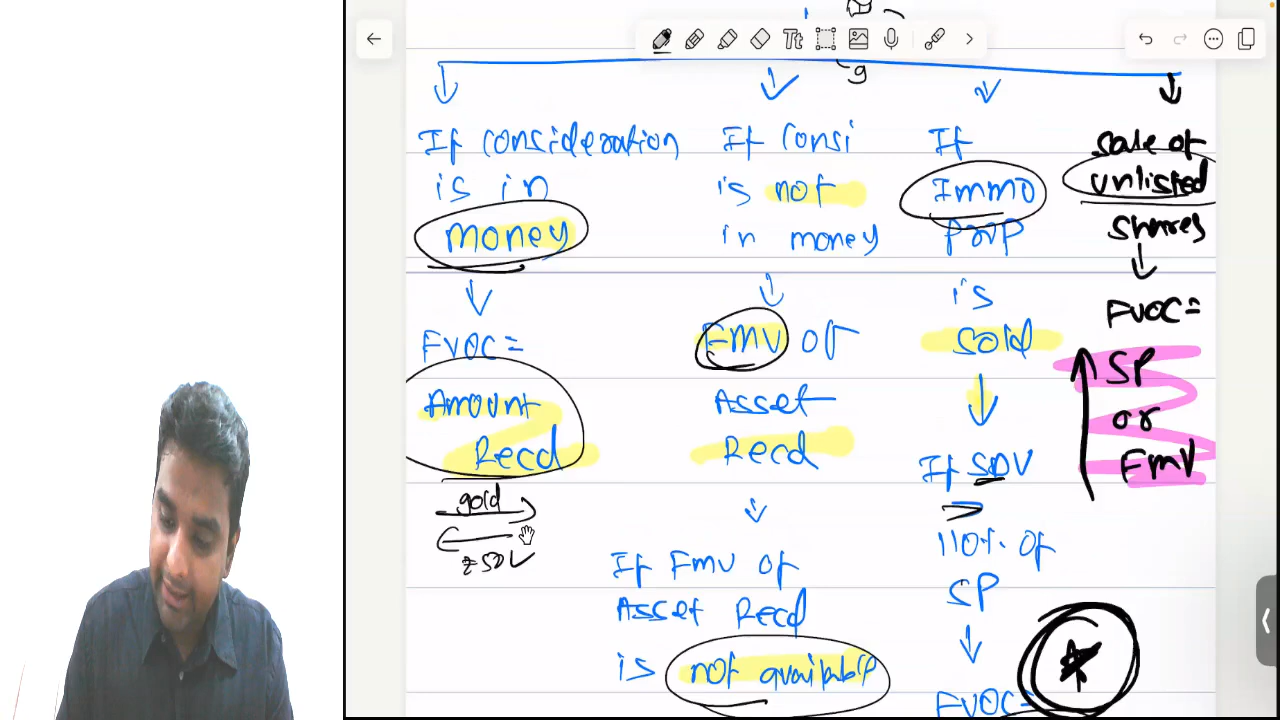 If consideration
is in
money
FVOC=
Amount
Recd
gold
If Consi
is not
in money
FMV of
Asset
Recd
If Fmv of
Asset Recd
is not available
If
Immo
prop
is
sold
If SDV
>
110% of
SP
FVOC=
Sale of
unlisted
shares
FVOC=
SP
or
FMV
Tt
g